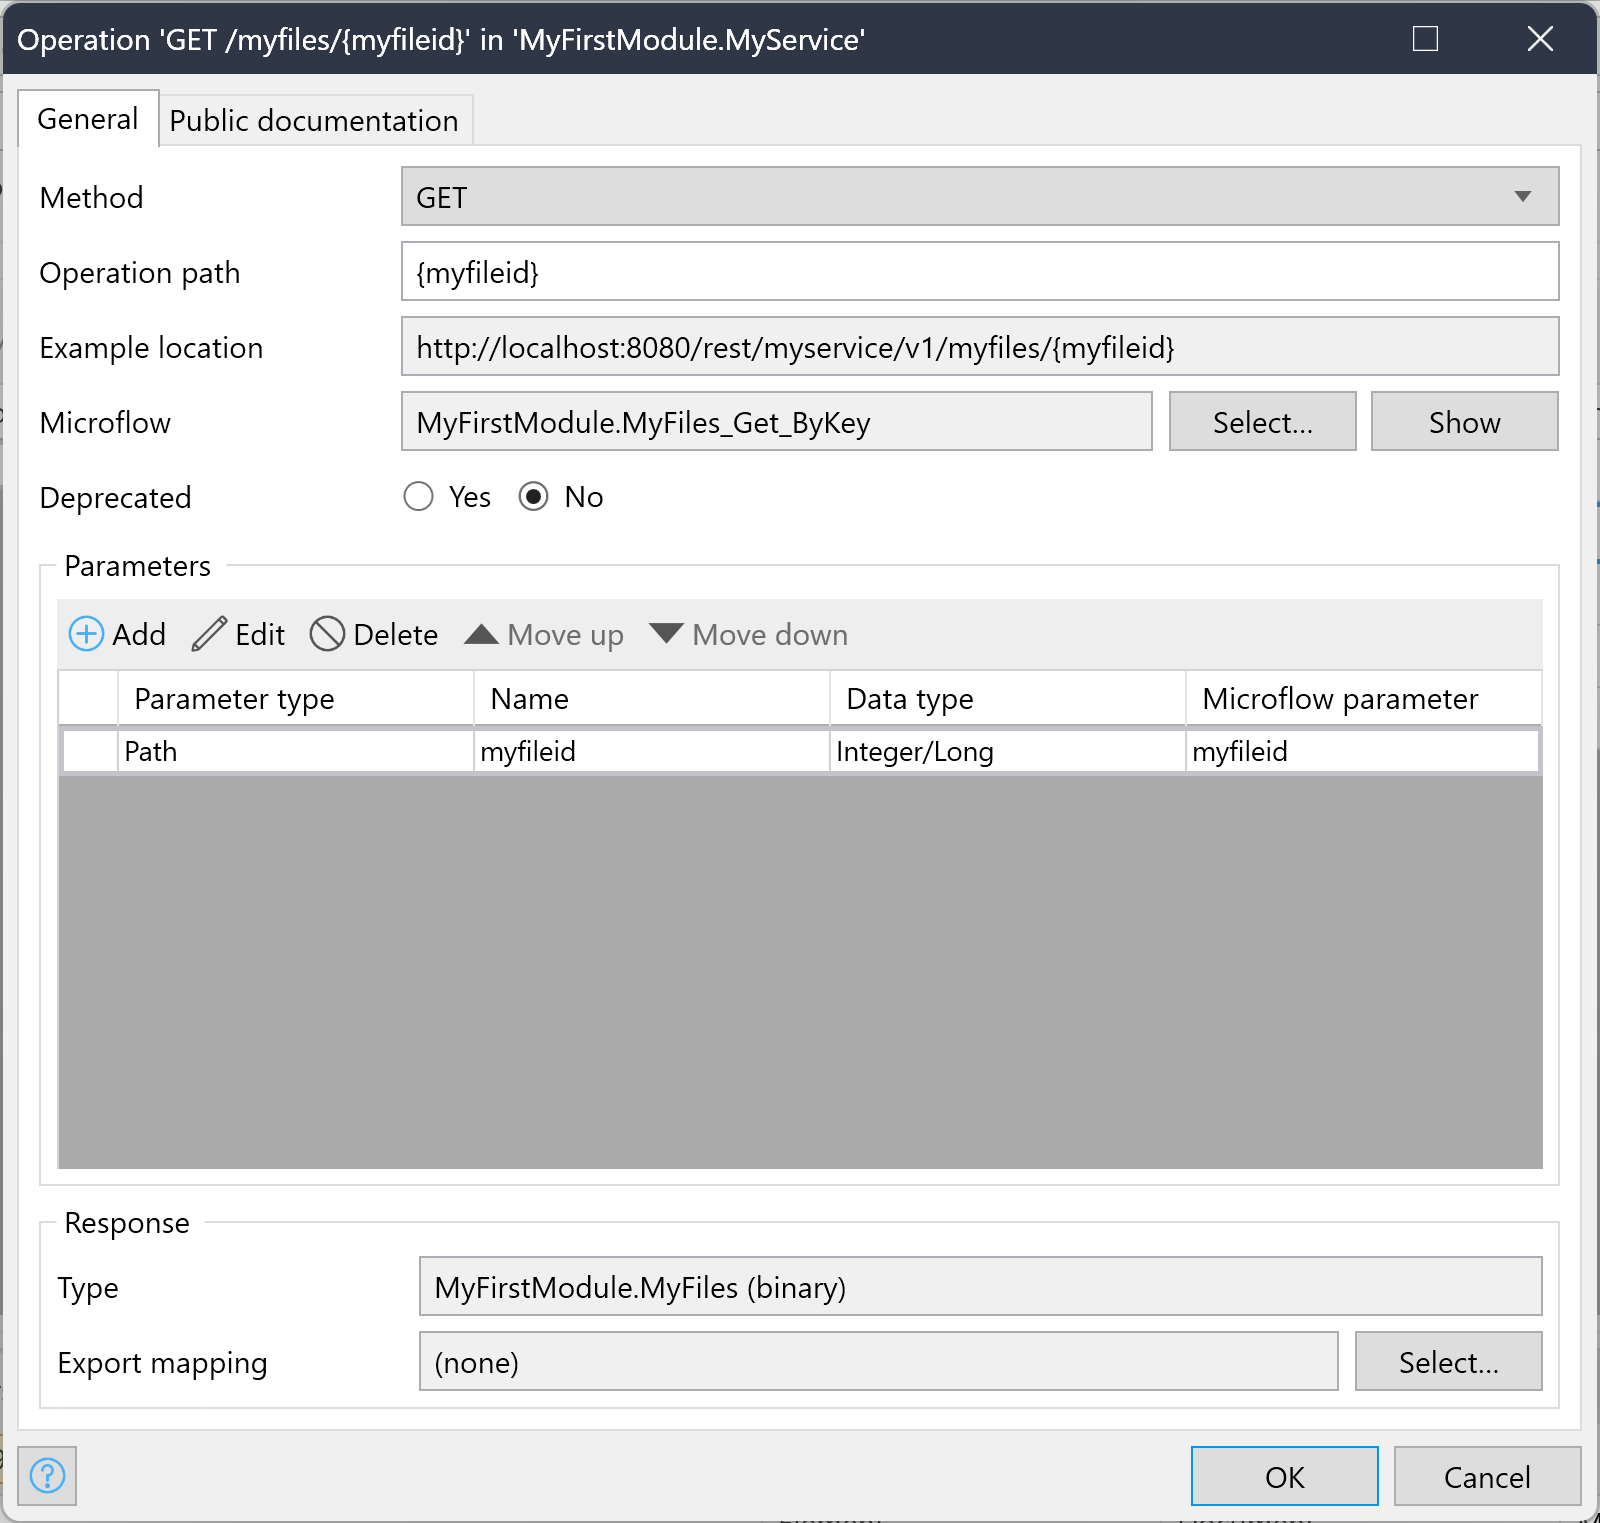 Operation 'GET /myfiles/{myfileid}' in 'MyFirstModule.MyService'
General Public documentation
Method GET
Operation path {myfileid}
Example location http://localhost:8080/rest/myservice/v1/myfiles/{myfileid}
Microflow MyFirstModule.MyFiles_Get_ByKey Select... Show
Deprecated Yes No
Parameters
Add Edit Delete Move up Move down
Parameter type Name Data type Microflow parameter
Path myfileid Integer/Long myfileid
Response
Type MyFirstModule.MyFiles (binary)
Export mapping (none) Select...
OK Cancel